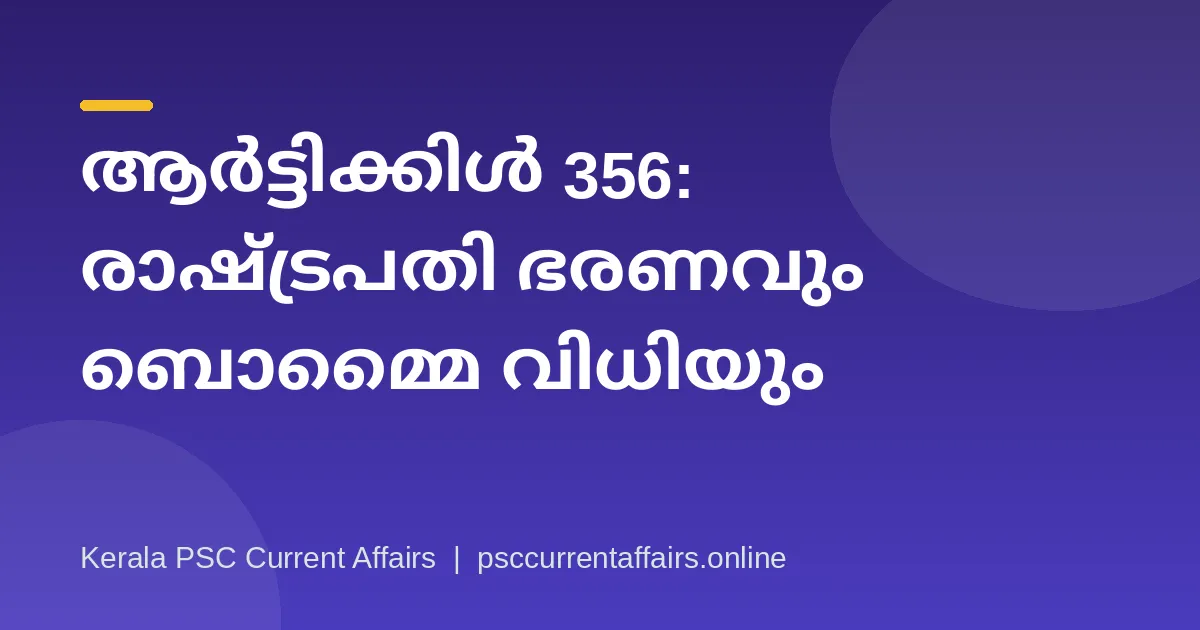 ആർട്ടിക്കിൾ 356:
രാഷ്ട്രപതി ഭരണവും
ബൊമ്മൈ വിധിയും
Kerala PSC Current Affairs | psccurrentaffairs.online